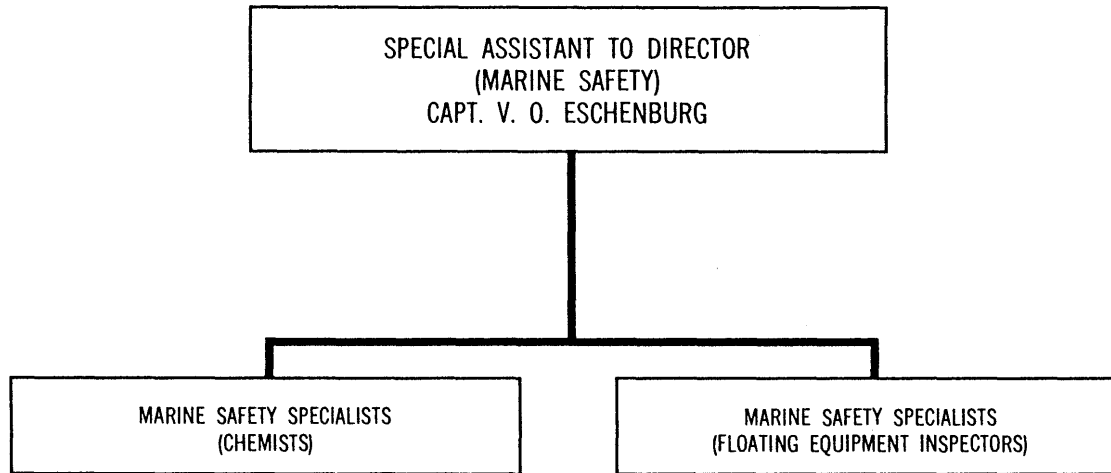 SPECIAL ASSISTANT TO DIRECTOR
(MARINE SAFETY)
CAPT. V. O. ESCHENBURG
MARINE SAFETY SPECIALISTS
(CHEMISTS)
MARINE SAFETY SPECIALISTS
(FLOATING EQUIPMENT INSPECTORS)